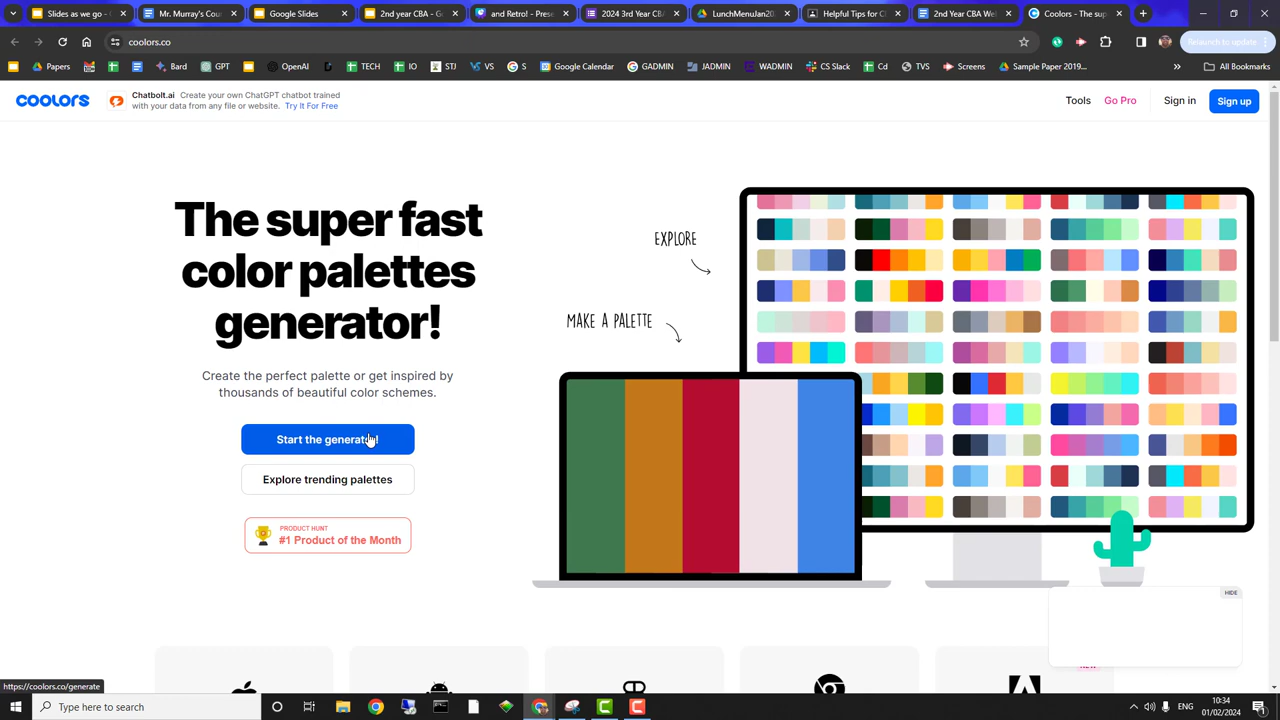 Slides as we go -
Mr. Murray's Coun
Google Slides
2nd year CBA - G
and Retro! - Prese
2024 3rd Year CBA
LunchMenuJan20
Helpful Tips for C
2nd Year CBA We
Coolors - The sup
coolors.co
Relaunch to update
Papers
Bard
GPT
OpenAI
TECH
IO
STJ
VS
S
Google Calendar
GADMIN
JADMIN
WADMIN
CS Slack
Cd
TVS
Screens
Sample Paper 2019...
All Bookmarks
coolors
Chatbolt.ai Create your own ChatGPT chatbot trained
with your data from any file or website. Try It For Free
Tools
Go Pro
Sign in
Sign up
The super fast
color palettes
generator!
Create the perfect palette or get inspired by
thousands of beautiful color schemes.
Start the generator!
Explore trending palettes
PRODUCT HUNT
#1 Product of the Month
EXPLORE
MAKE A PALETTE
HIDE
https://coolors.co/generate
Type here to search
ENG
10:34
01/02/2024